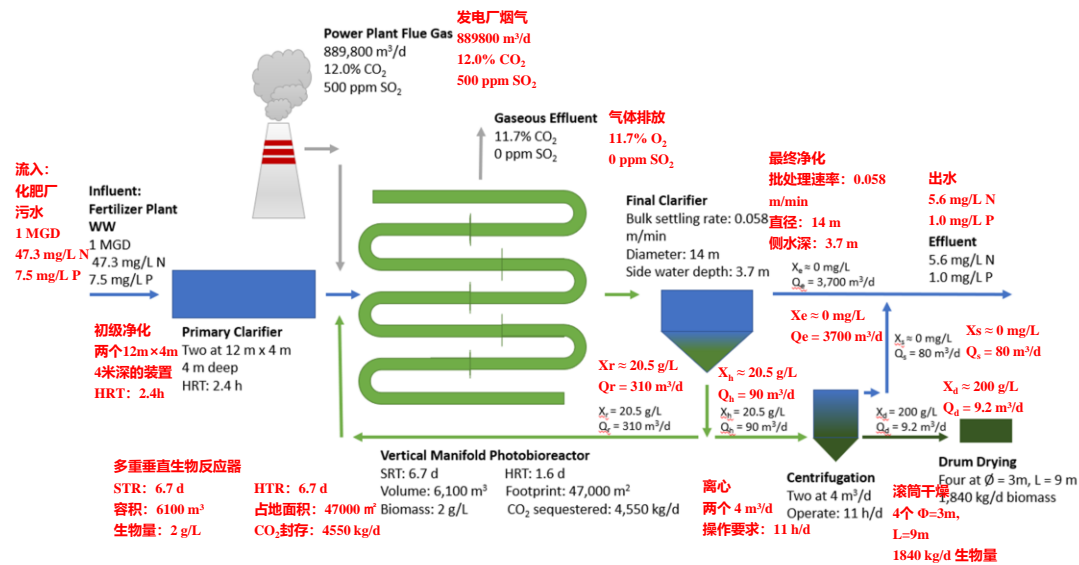 Power Plant Flue Gas
889,800 m³/d
12.0% CO₂
500 ppm SO₂
发电厂烟气
889800 m³/d
12.0% CO₂
500 ppm SO₂
Gaseous Effluent
11.7% CO₂
0 ppm SO₂
气体排放
11.7% O₂
0 ppm SO₂
流入：
化肥厂
污水
1 MGD
47.3 mg/L N
7.5 mg/L P
Influent:
Fertilizer Plant
WW
1 MGD
47.3 mg/L N
7.5 mg/L P
初级净化
两个12m×4m
4米深的装置
HRT：2.4h
Primary Clarifier
Two at 12 m x 4 m
4 m deep
HRT: 2.4 h
Final Clarifier
Bulk settling rate: 0.058
m/min
Diameter: 14 m
Side water depth: 3.7 m
最终净化
批处理速率：0.058
m/min
直径：14 m
侧水深：3.7 m
出水
5.6 mg/L N
1.0 mg/L P
Effluent
5.6 mg/L N
1.0 mg/L P
Xₑ ≈ 0 mg/L
Qₑ = 3,700 m³/d
Xe ≈ 0 mg/L
Qe = 3700 m³/d
Xₛ ≈ 0 mg/L
Qₛ = 80 m³/d
Xs ≈ 0 mg/L
Qₛ = 80 m³/d
Xr ≈ 20.5 g/L
Qr = 310 m³/d
Xᵣ = 20.5 g/L
Qᵣ = 310 m³/d
Xₕ ≈ 20.5 g/L
Qₕ = 90 m³/d
Xₕ = 20.5 g/L
Qₕ = 90 m³/d
X_d ≈ 200 g/L
Q_d = 9.2 m³/d
X_d = 200 g/L
Q_d = 9.2 m³/d
Vertical Manifold Photobioreactor
SRT: 6.7 d HRT: 1.6 d
Volume: 6,100 m³ Footprint: 47,000 m²
Biomass: 2 g/L CO₂ sequestered: 4,550 kg/d
多重垂直生物反应器
STR：6.7 d HTR：6.7 d
容积：6100 m³ 占地面积：47000 ㎡
生物量：2 g/L CO₂封存：4550 kg/d
Centrifugation
Two at 4 m³/d
Operate: 11 h/d
离心
两个 4 m³/d
操作要求：11 h/d
Drum Drying
Four at Ø = 3m, L = 9 m
1,840 kg/d biomass
滚筒干燥
4个 Φ=3m,
L=9m
1840 kg/d 生物量